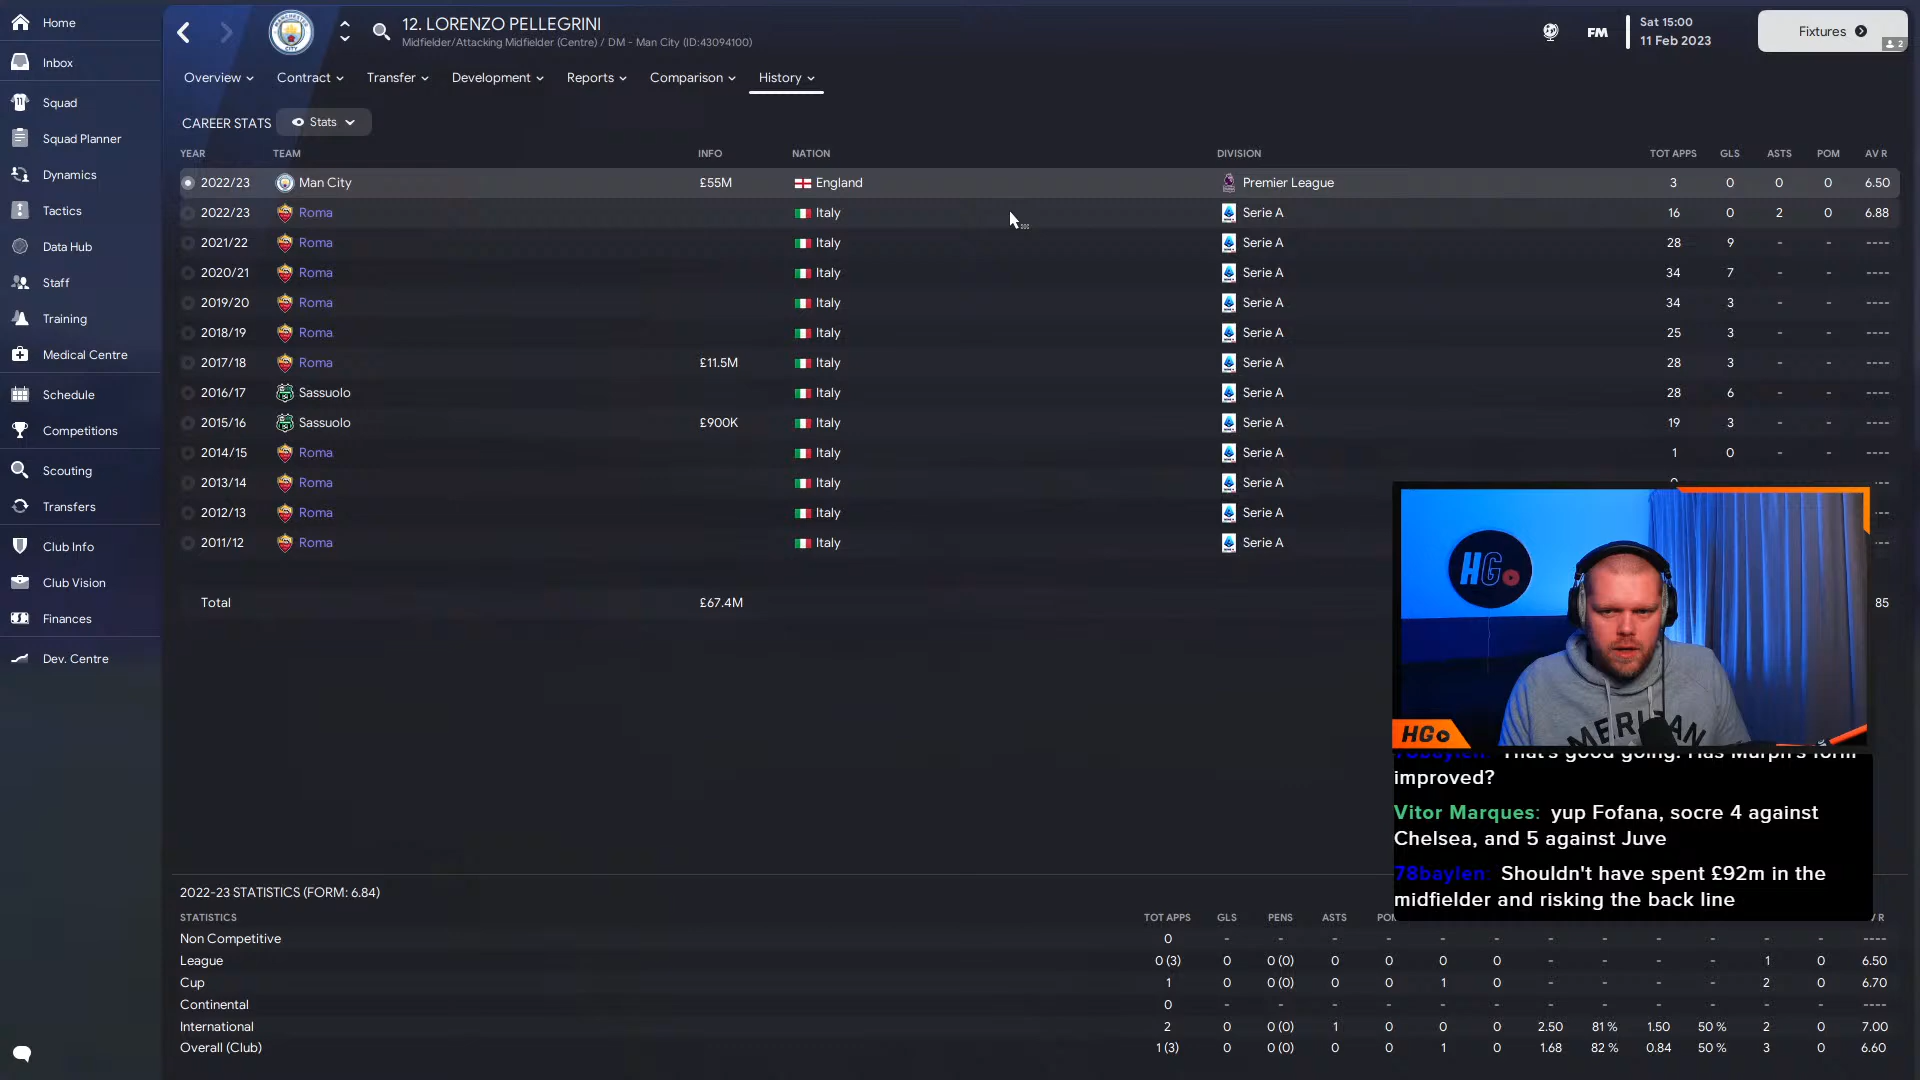 Home
Inbox
Squad
Squad Planner
Dynamics
Tactics
Data Hub
Staff
Training
Medical Centre
Schedule
Competitions
Scouting
Transfers
Club Info
Club Vision
Finances
Dev. Centre
12. LORENZO PELLEGRINI
Midfielder/Attacking Midfielder (Centre) / DM - Man City (ID:43094100)
FM
Sat 15:00
11 Feb 2023
Fixtures
2
Overview Contract Transfer Development Reports Comparison History
CAREER STATS Stats
YEAR TEAM INFO NATION DIVISION TOT APPS GLS ASTS POM AV R
2022/23 Man City £55M England Premier League 3 0 0 0 6.50
2022/23 Roma Italy Serie A 16 0 2 0 6.88
2021/22 Roma Italy Serie A 28 9 - - ----
2020/21 Roma Italy Serie A 34 7 - - ----
2019/20 Roma Italy Serie A 34 3 - - ----
2018/19 Roma Italy Serie A 25 3 - - ----
2017/18 Roma £11.5M Italy Serie A 28 3 - - ----
2016/17 Sassuolo Italy Serie A 28 6 - - ----
2015/16 Sassuolo £900K Italy Serie A 19 3 - - ----
2014/15 Roma Italy Serie A 1 0 - - ----
2013/14 Roma Italy Serie A
2012/13 Roma Italy Serie A
2011/12 Roma Italy Serie A
Total £67.4M 85
HG
HG
improved?
Vitor Marques: yup Fofana, socre 4 against
Chelsea, and 5 against Juve
78baylen: Shouldn't have spent £92m in the
midfielder and risking the back line
2022-23 STATISTICS (FORM: 6.84)
STATISTICS TOT APPS GLS PENS ASTS
Non Competitive 0 - - - - - - - - - - - - ----
League 0 (3) 0 0 (0) 0 0 0 0 - - - - 1 0 6.50
Cup 1 0 0 (0) 0 0 1 0 - - - - 2 0 6.70
Continental 0 - - - - - - - - - - - - ----
International 2 0 0 (0) 1 0 0 0 2.50 81 % 1.50 50 % 2 0 7.00
Overall (Club) 1 (3) 0 0 (0) 0 0 1 0 1.68 82 % 0.84 50 % 3 0 6.60